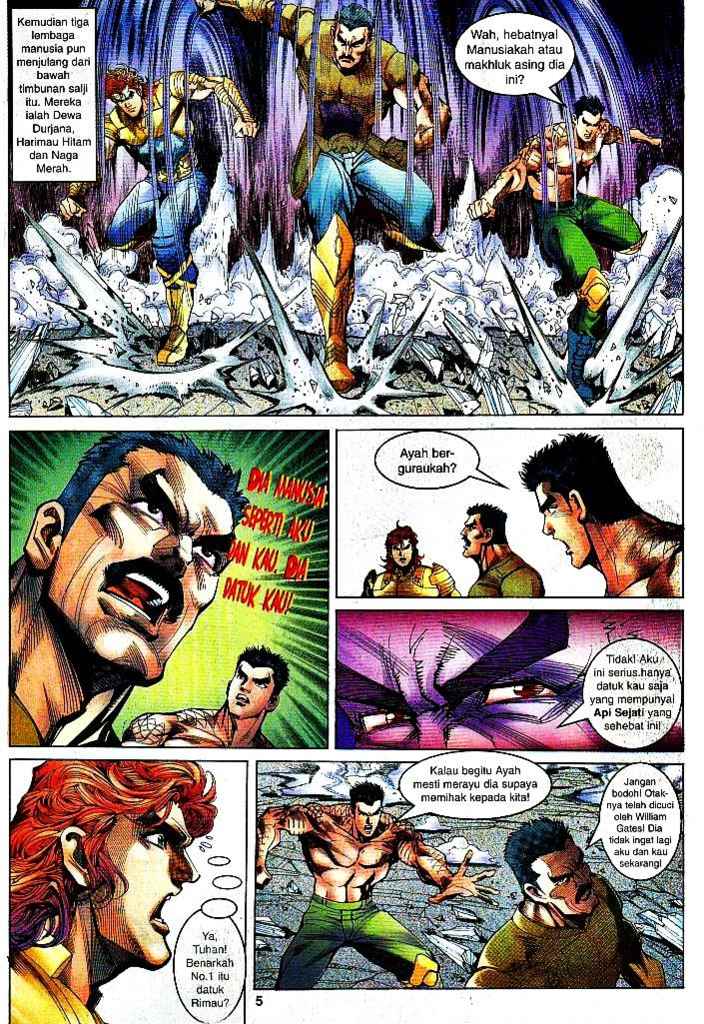 Kemudian tiga
lembaga
manusia pun
menjulang dari
bawah
timbunan salji
itu. Mereka
ialah Dewa
Durjana,
Harimau Hitam
dan Naga
Merah.
Wah, hebatnya!
Manusiakah atau
makhluk asing dia
ini?
DIA MANUSIA
SEPERTI AKU
DAN KAU. DIA
DATUK KAU!
Ayah ber-
guraukah?
Tidak! Aku
ini serius.hanya
datuk kau saja
yang mempunyai
Api Sejati yang
sehebat ini!
Ya,
Tuhan!
Benarkah
No.1 itu
datuk
Rimau?
Kalau begitu Ayah
mesti merayu dia supaya
memihak kepada kita!
Jangan
bodoh! Otak-
nya telah dicuci
oleh William
Gates! Dia
tidak ingat lagi
aku dan kau
sekarang!
5